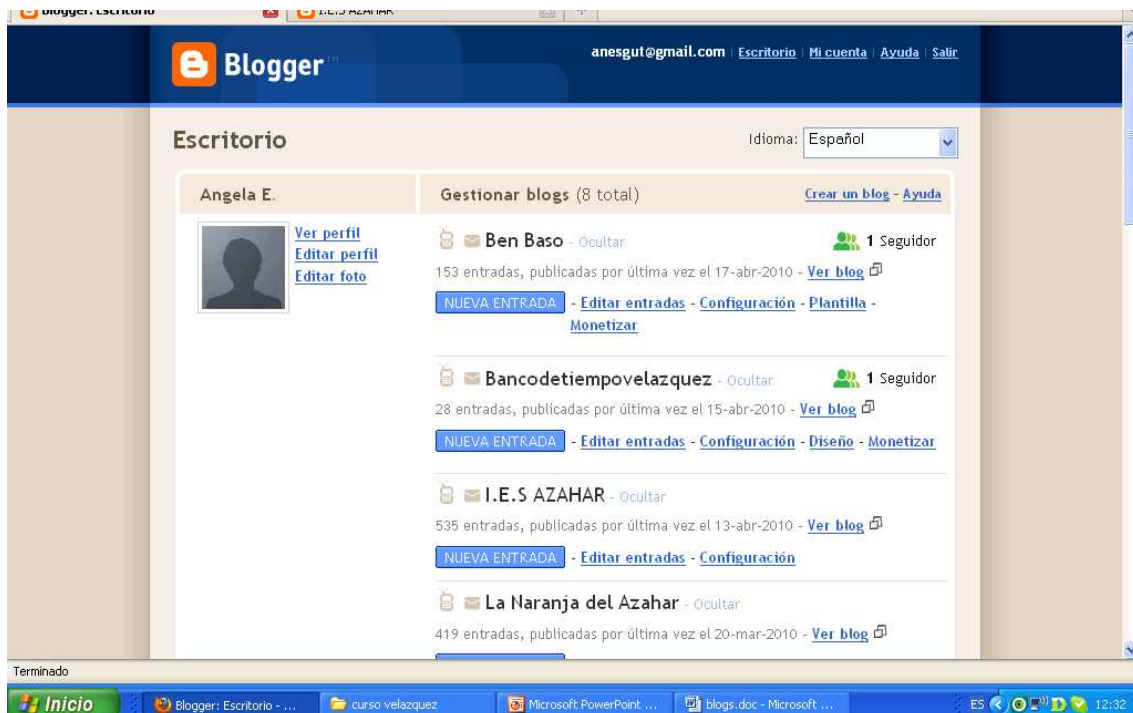 Blogger: Escritorio
I.E.S AZAHAR
Blogger™
anesgut@gmail.com | Escritorio | Mi cuenta | Ayuda | Salir
Escritorio
Idioma: Español
Angela E.
Ver perfil
Editar perfil
Editar foto
Gestionar blogs (8 total)
Crear un blog - Ayuda
Ben Baso - Ocultar
1 Seguidor
153 entradas, publicadas por última vez el 17-abr-2010 - Ver blog
NUEVA ENTRADA - Editar entradas - Configuración - Plantilla -
Monetizar
Bancodetiempovelazquez - Ocultar
1 Seguidor
28 entradas, publicadas por última vez el 15-abr-2010 - Ver blog
NUEVA ENTRADA - Editar entradas - Configuración - Diseño - Monetizar
I.E.S AZAHAR - Ocultar
535 entradas, publicadas por última vez el 13-abr-2010 - Ver blog
NUEVA ENTRADA - Editar entradas - Configuración
La Naranja del Azahar - Ocultar
419 entradas, publicadas por última vez el 20-mar-2010 - Ver blog
Terminado
Inicio
Blogger: Escritorio - ...
curso velazquez
Microsoft PowerPoint ...
blogs.doc - Microsoft ...
ES
12:32